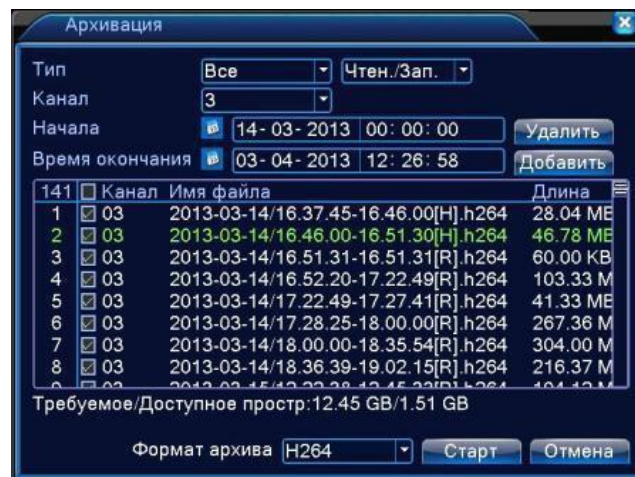 Архивация
Тип Все Чтен./Зап.
Канал 3
Начала 14-03-2013 00:00:00 Удалить
Время окончания 03-04-2013 12:26:58 Добавить
141 Канал Имя файла Длина
1 03 2013-03-14/16.37.45-16.46.00[H].h264 28.04 ME
2 03 2013-03-14/16.46.00-16.51.30[H].h264 46.78 ME
3 03 2013-03-14/16.51.31-16.51.31[R].h264 60.00 KB
4 03 2013-03-14/16.52.20-17.22.49[R].h264 103.33 M
5 03 2013-03-14/17.22.49-17.27.41[R].h264 41.33 ME
6 03 2013-03-14/17.28.25-18.00.00[R].h264 267.36 M
7 03 2013-03-14/18.00.00-18.35.54[R].h264 304.00 M
8 03 2013-03-14/18.36.39-19.02.15[R].h264 216.37 M
Требуемое/Доступное простр:12.45 GB/1.51 GB
Формат архива H264 Старт Отмена